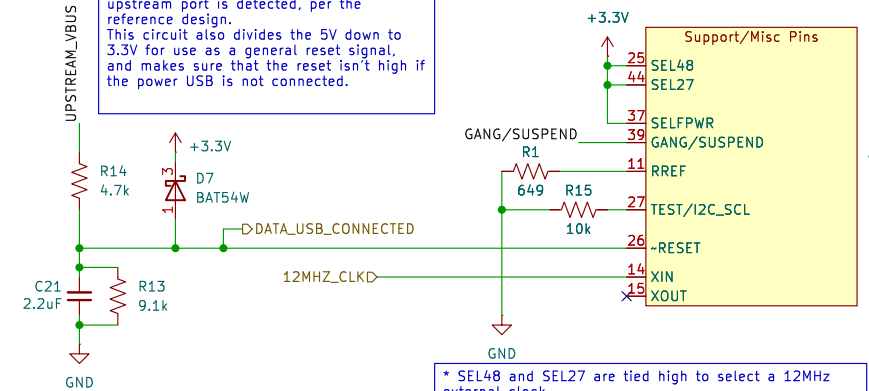 upstream port is detected, per the
reference design.
This circuit also divides the 5V down to
3.3V for use as a general reset signal,
and makes sure that the reset isn't high if
the power USB is not connected.
UPSTREAM_VBUS
+3.3V
Support/Misc Pins
25 SEL48
44 SEL27
37 SELFPWR
GANG/SUSPEND 39 GANG/SUSPEND
R1
649
11 RREF
R15
10k
27 TEST/I2C_SCL
+3.3V
R14
4.7k
3
D7
BAT54W
1
DATA_USB_CONNECTED
26 ~RESET
12MHZ_CLK
14 XIN
15 XOUT
C21
2.2uF
R13
9.1k
GND
GND
* SEL48 and SEL27 are tied high to select a 12MHz
external clock